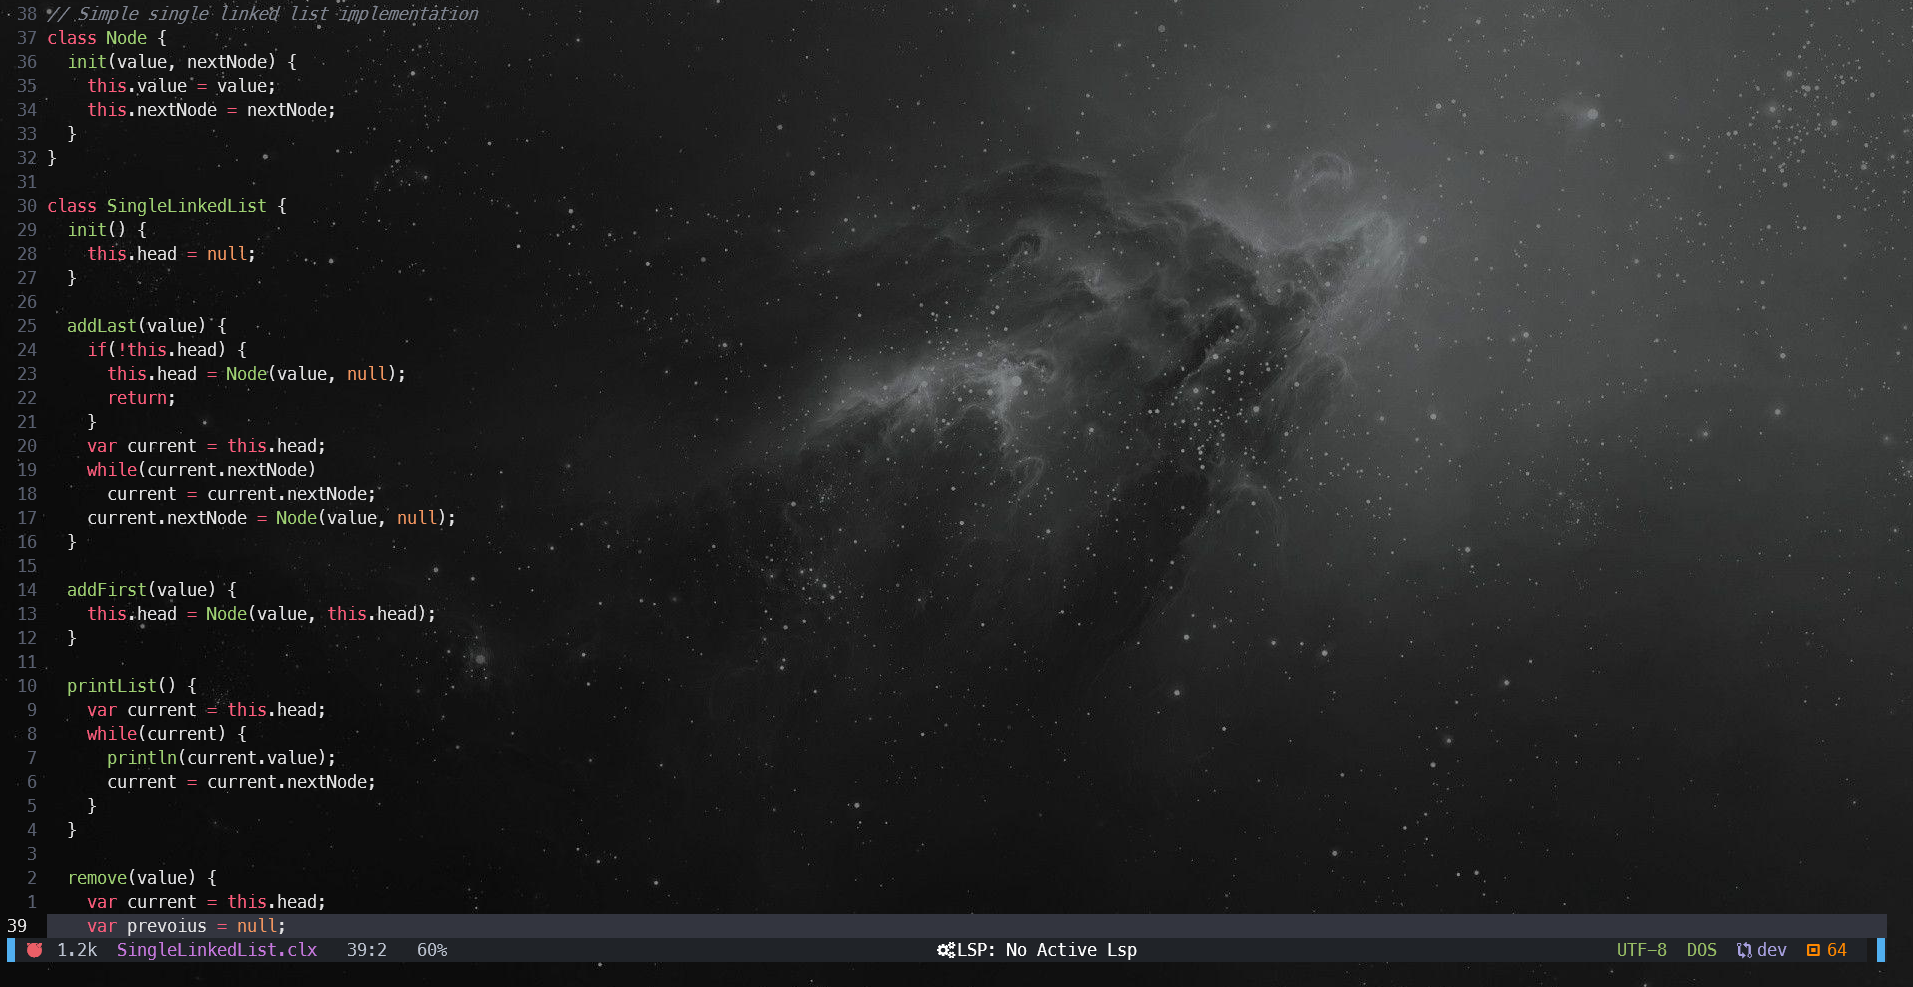 38 // Simple single linked list implementation
37 class Node {
36   init(value, nextNode) {
35     this.value = value;
34     this.nextNode = nextNode;
33   }
32 }
31
30 class SingleLinkedList {
29   init() {
28     this.head = null;
27   }
26
25   addLast(value) {
24     if(!this.head) {
23       this.head = Node(value, null);
22       return;
21     }
20     var current = this.head;
19     while(current.nextNode)
18       current = current.nextNode;
17     current.nextNode = Node(value, null);
16   }
15
14   addFirst(value) {
13     this.head = Node(value, this.head);
12   }
11
10   printList() {
9     var current = this.head;
8     while(current) {
7       println(current.value);
6       current = current.nextNode;
5     }
4   }
3
2   remove(value) {
1     var current = this.head;
39     var prevoius = null;
1.2k SingleLinkedList.clx 39:2 60% LSP: No Active Lsp UTF-8 DOS dev 64